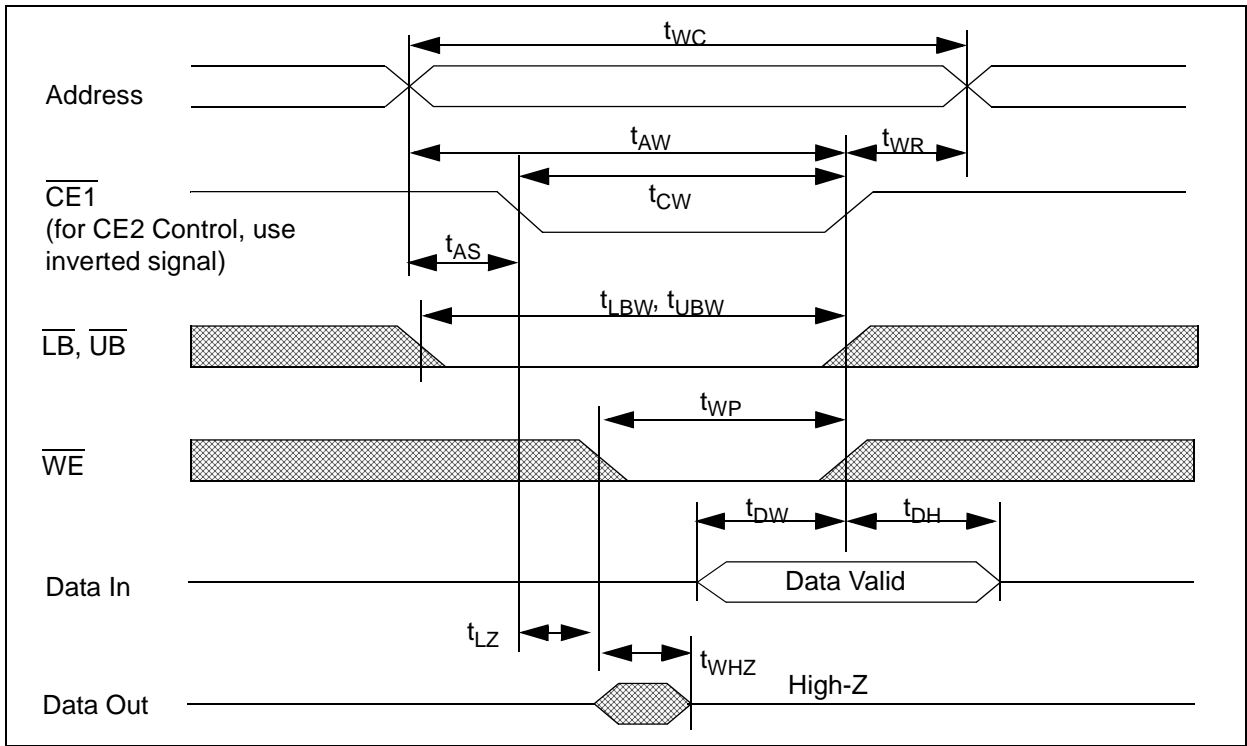 tWC
Address
tAW
tWR
CE1
(for CE2 Control, use
inverted signal)
tCW
tAS
tLBW, tUBW
LB, UB
tWP
WE
tDW
tDH
Data In
Data Valid
tLZ
tWHZ
Data Out
High-Z